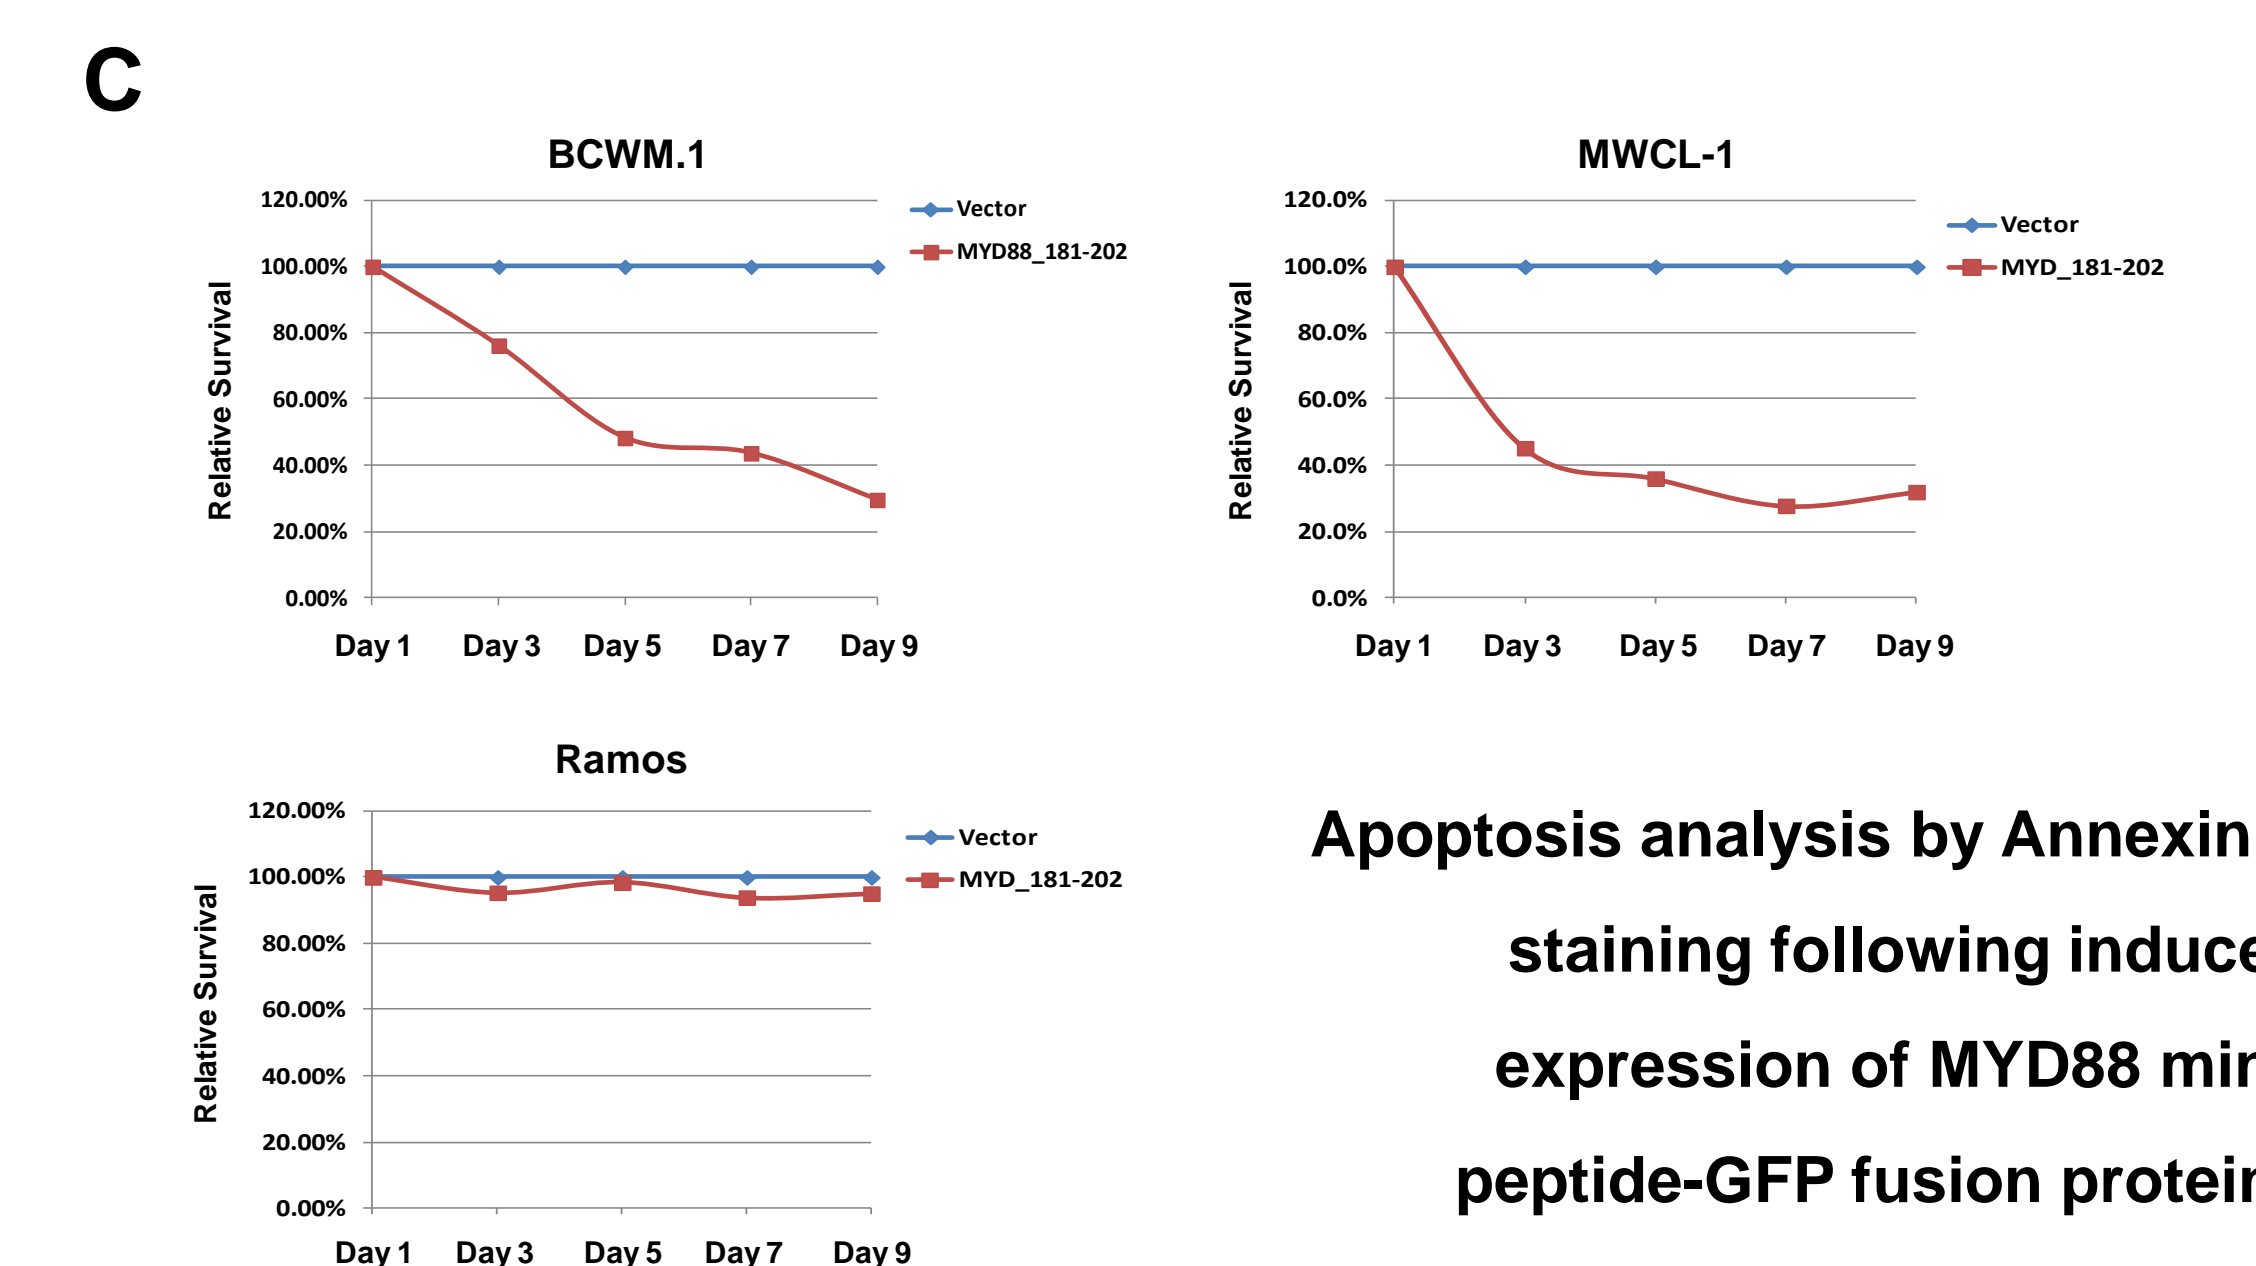 C
BCWM.1
120.00%
100.00%
80.00%
60.00%
40.00%
20.00%
0.00%
Relative Survival
Day 1 Day 3 Day 5 Day 7 Day 9
Vector
MYD88_181-202
MWCL-1
120.0%
100.0%
80.0%
60.0%
40.0%
20.0%
0.0%
Relative Survival
Day 1 Day 3 Day 5 Day 7 Day 9
Vector
MYD_181-202
Ramos
120.00%
100.00%
80.00%
60.00%
40.00%
20.00%
0.00%
Relative Survival
Day 1 Day 3 Day 5 Day 7 Day 9
Vector
MYD_181-202
Apoptosis analysis by Annexin
staining following
expression of MYD88
peptide-GFP fusion